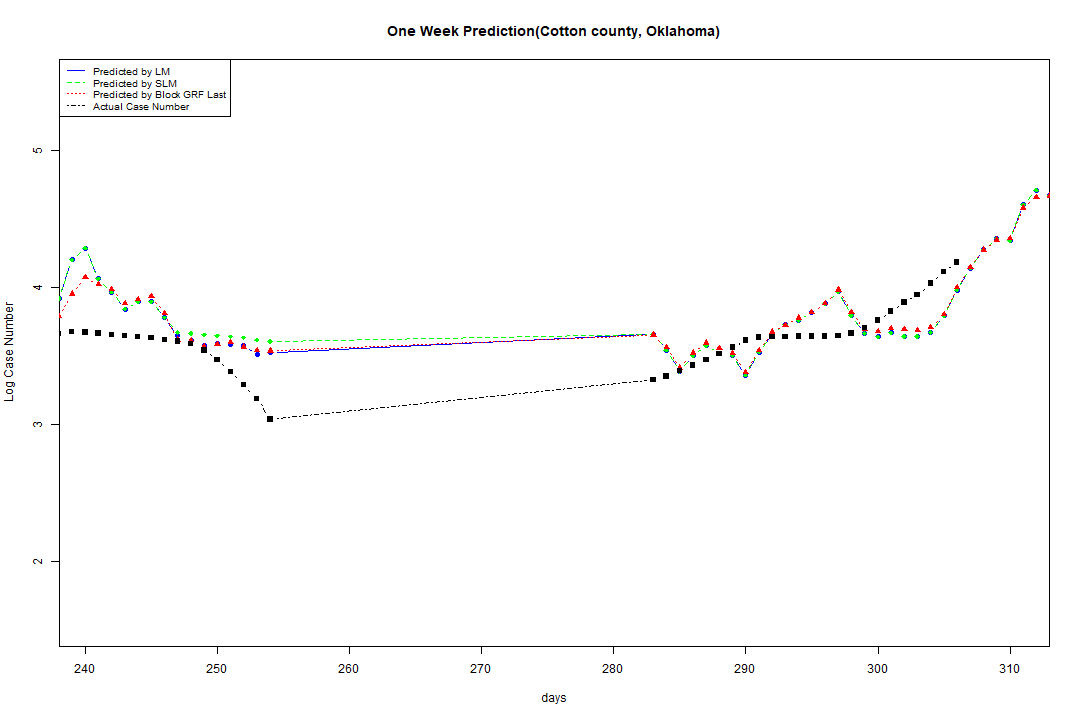 One Week Prediction(Cotton county, Oklahoma)
Predicted by LM
Predicted by SLM
Predicted by Block GRF Last
Actual Case Number
5
4
3
2
Log Case Number
240 250 260 270 280 290 300 310
days